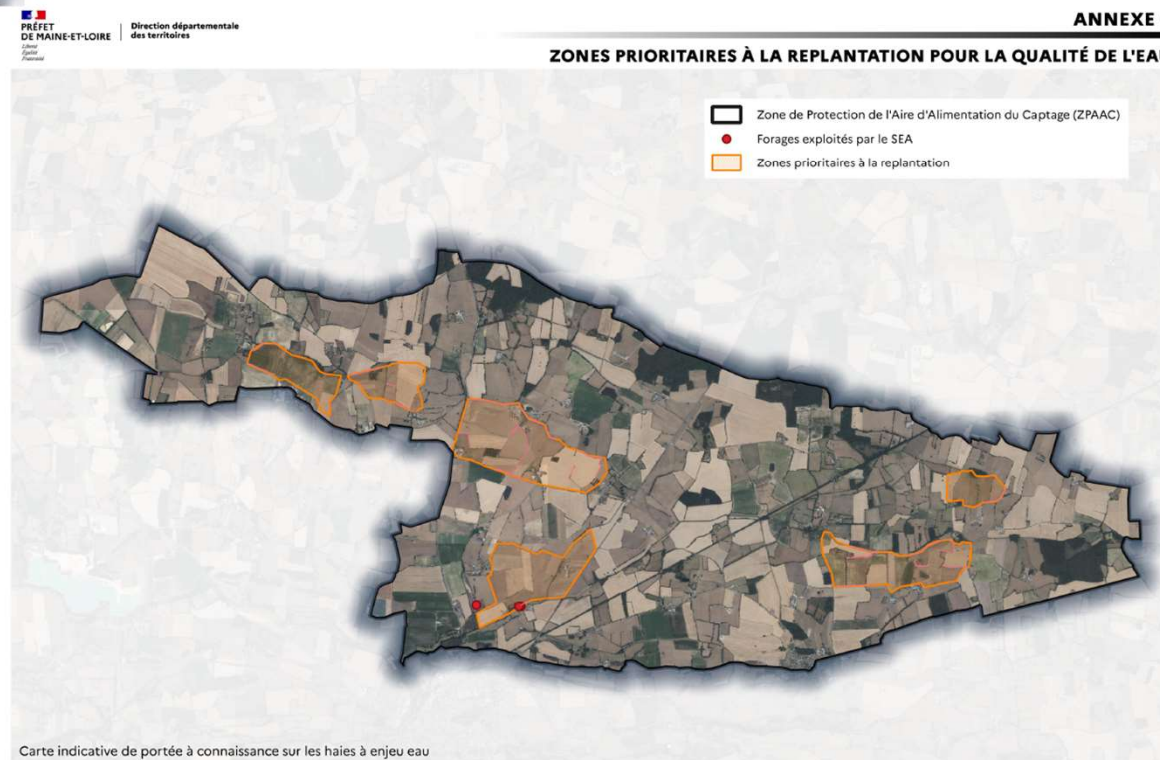 PRÉFET
DE MAINE-ET-LOIRE
Liberté
Égalité
Fraternité
Direction départementale
des territoires
ANNEXE
ZONES PRIORITAIRES À LA REPLANTATION POUR LA QUALITÉ DE L'EAU
Zone de Protection de l'Aire d'Alimentation du Captage (ZPAAC)
Forages exploités par le SEA
Zones prioritaires à la replantation
Carte indicative de portée à connaissance sur les haies à enjeu eau